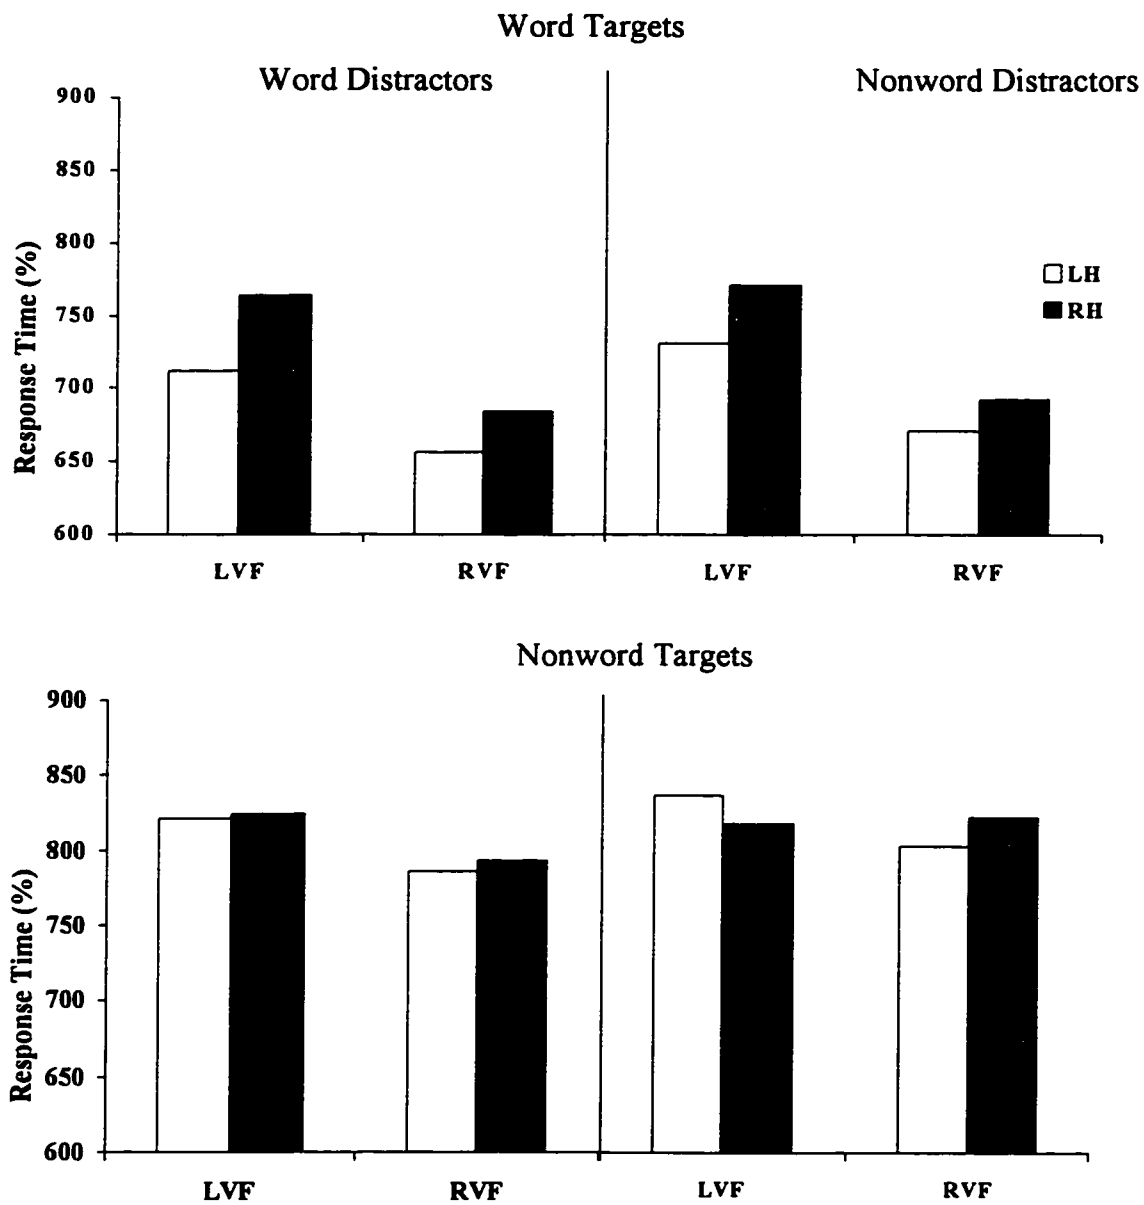 Word Targets
Word Distractors
Nonword Distractors
900
850
800
750
700
650
600
Response Time (%)
LH
RH
LVF
RVF
LVF
RVF
Nonword Targets
900
850
800
750
700
650
600
Response Time (%)
LVF
RVF
LVF
RVF